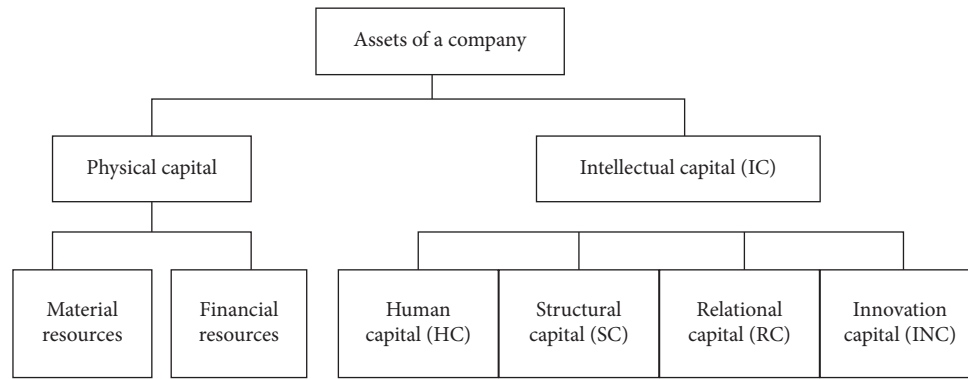 Assets of a company
Physical capital
Intellectual capital (IC)
Material
resources
Financial
resources
Human
capital (HC)
Structural
capital (SC)
Relational
capital (RC)
Innovation
capital (INC)